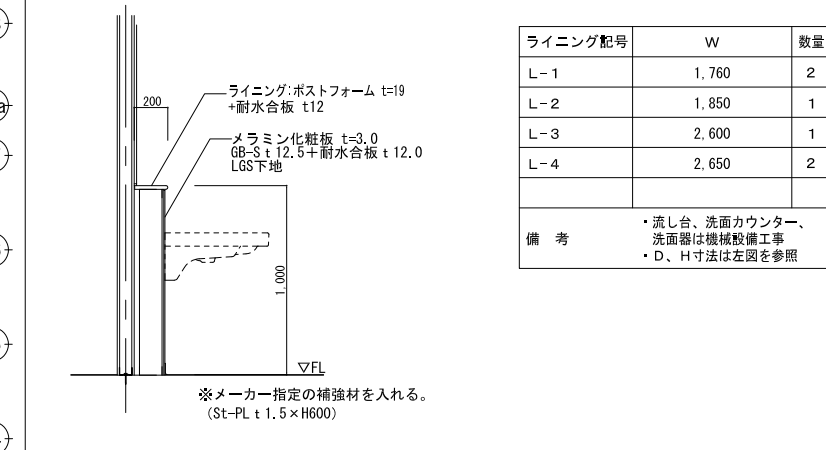 200
ライニング:ポストフォーム t=19
+耐水合板 t12
メラミン化粧板 t=3.0
GB-S t 12.5+耐水合板 t 12.0
LGS下地
1,000
▽FL
※メーカー指定の補強材を入れる。
(St-PL t 1.5×H600)
ライニング記号 W 数量
L-1 1,760 2
L-2 1,850 1
L-3 2,600 1
L-4 2,650 2
備 考
・流し台、洗面カウンター、
洗面器は機械設備工事
・D、H寸法は左図を参照